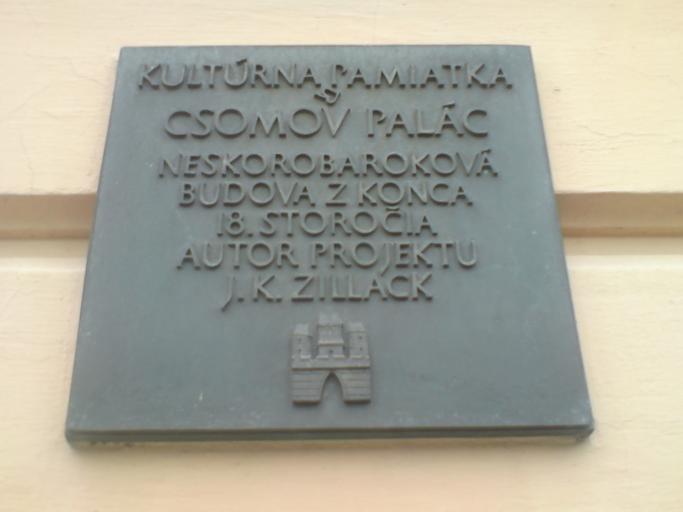 KULTÚRNA PAMIATKA
CSOMOV PALÁC
NESKOROBAROKOVÁ
BUDOVA Z KONCA
18. STOROČIA
AUTOR PROJEKTU
J. K. ZILLACK